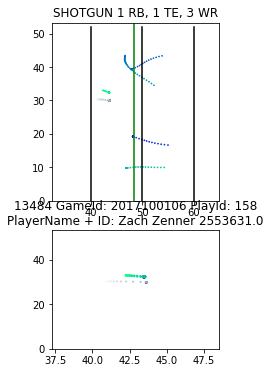 SHOTGUN 1 RB, 1 TE, 3 WR
50
40
30
20
10
0
40 50 60
13484 GameId: 2017100106 PlayId: 158
PlayerName + ID: Zach Zenner 2553631.0
40
20
0
37.5 40.0 42.5 45.0 47.5